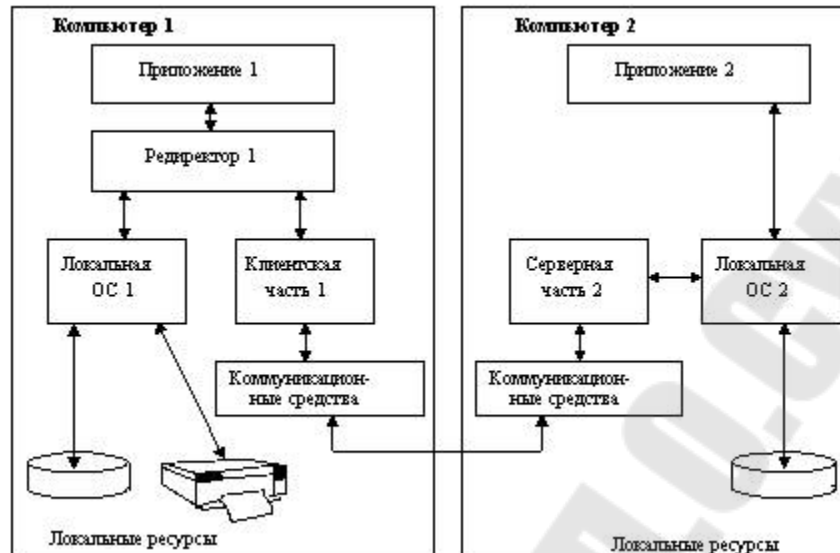 Компьютер 1
Приложение 1
Редиректор 1
Локальная
ОС 1
Клиентская
часть 1
Коммуникацион-
ные средства
Локальные ресурсы
Компьютер 2
Приложение 2
Серверная
часть 2
Локальная
ОС 2
Коммуникацион-
ные средства
Локальные ресурсы